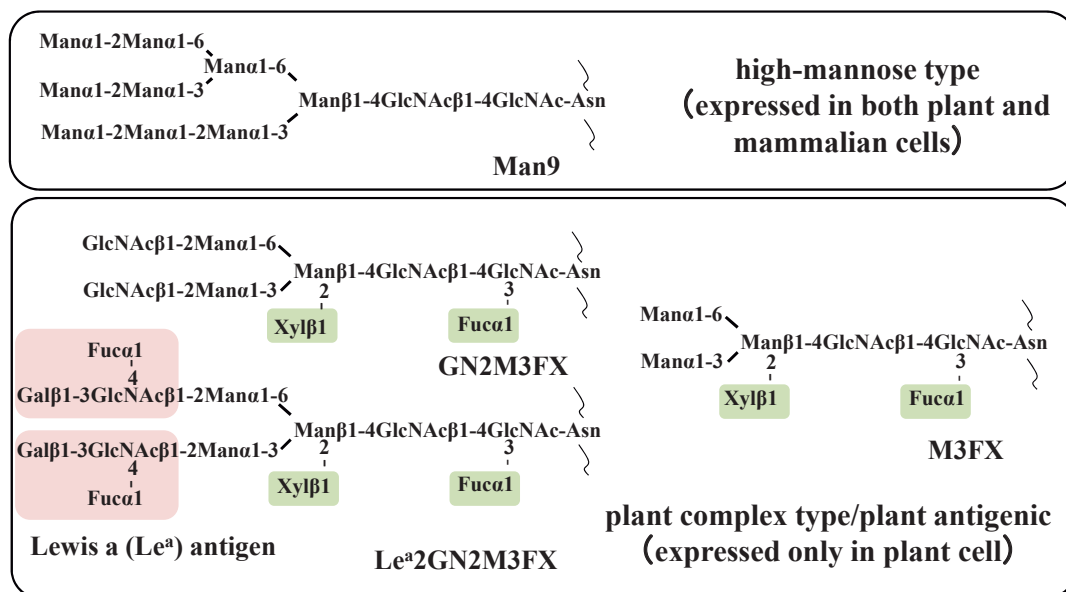 Manα1-2Manα1-6
Manα1-6
Manα1-2Manα1-3
Manβ1-4GlcNAcβ1-4GlcNAc-Asn
Manα1-2Manα1-2Manα1-3
Man9
high-mannose type
（expressed in both plant and
mammalian cells）
GlcNAcβ1-2Manα1-6
Manβ1-4GlcNAcβ1-4GlcNAc-Asn
GlcNAcβ1-2Manα1-3
2
3
Xylβ1
Fucα1
GN2M3FX
Fucα1
4
Galβ1-3GlcNAcβ1-2Manα1-6
Manβ1-4GlcNAcβ1-4GlcNAc-Asn
Galβ1-3GlcNAcβ1-2Manα1-3
4
Fucα1
2
3
Xylβ1
Fucα1
Lewis a (Leᵃ) antigen
Leᵃ2GN2M3FX
Manα1-6
Manβ1-4GlcNAcβ1-4GlcNAc-Asn
Manα1-3
2
3
Xylβ1
Fucα1
M3FX
plant complex type/plant antigenic
（expressed only in plant cell）